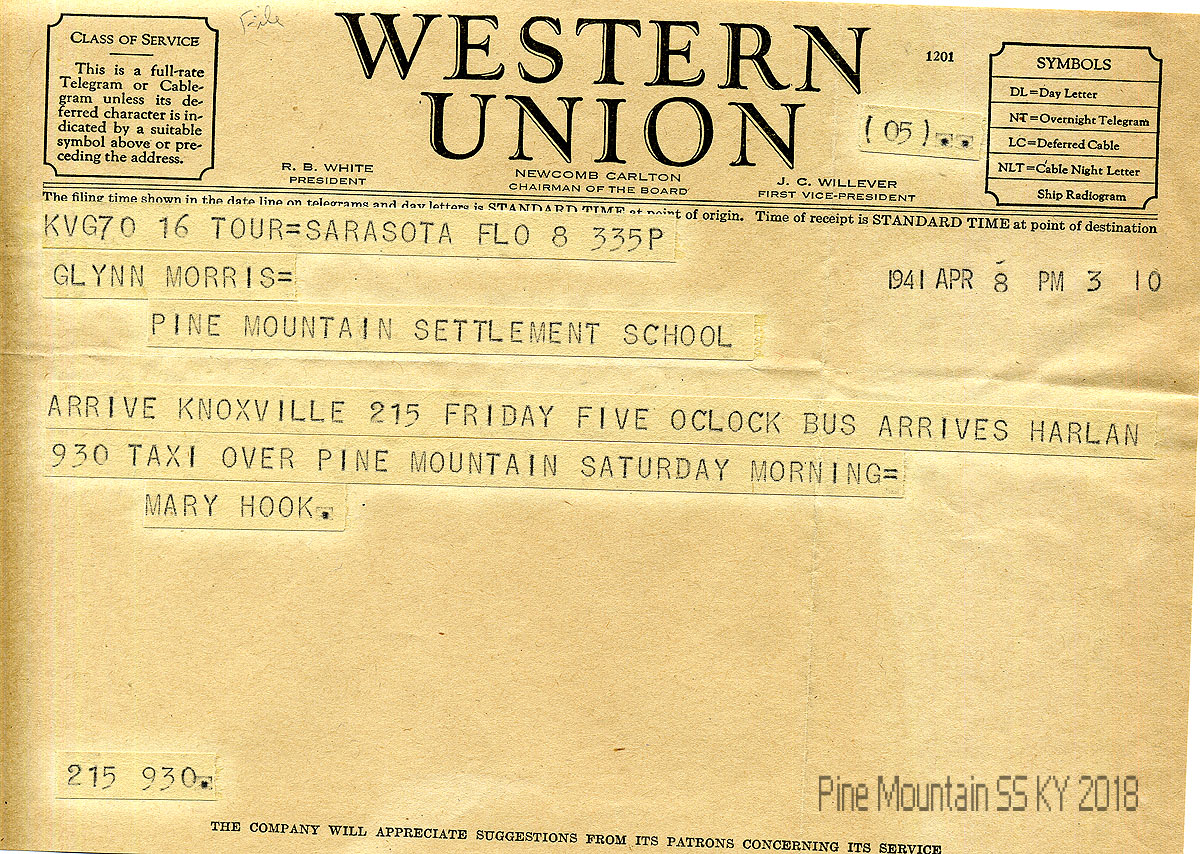 File
CLASS OF SERVICE
This is a full-rate
Telegram or Cable-
gram unless its de-
ferred character is in-
dicated by a suitable
symbol above or pre-
ceding the address.
WESTERN
UNION
1201
(05)
R. B. WHITE
PRESIDENT
NEWCOMB CARLTON
CHAIRMAN OF THE BOARD
J. C. WILLEVER
FIRST VICE-PRESIDENT
SYMBOLS
DL=Day Letter
NT=Overnight Telegram
LC=Deferred Cable
NLT=Cable Night Letter
Ship Radiogram
The filing time shown in the date line on telegrams and day letters is STANDARD TIME at point of origin. Time of receipt is STANDARD TIME at point of destination
KVG70 16 TOUR=SARASOTA FLO 8 335P
GLYNN MORRIS=
1941 APR 8 PM 3 10
PINE MOUNTAIN SETTLEMENT SCHOOL
ARRIVE KNOXVILLE 215 FRIDAY FIVE OCLOCK BUS ARRIVES HARLAN
930 TAXI OVER PINE MOUNTAIN SATURDAY MORNING=
MARY HOOK.
215 930.
Pine Mountain SS KY 2018
THE COMPANY WILL APPRECIATE SUGGESTIONS FROM ITS PATRONS CONCERNING ITS SERVICE